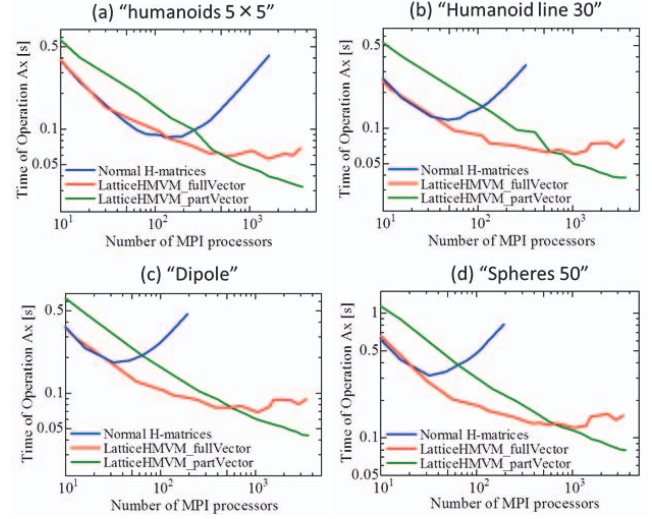 (a) “humanoids 5 × 5”
Time of Operation Ax [s]
0.5
0.1
0.05
Normal H-matrices
LatticeHMVM_fullVector
LatticeHMVM_partVector
10¹ 10² 10³
Number of MPI processors
(b) “Humanoid line 30”
Time of Operation Ax [s]
0.5
0.1
0.05
Normal H-matrices
LatticeHMVM_fullVector
LatticeHMVM_partVector
10¹ 10² 10³
Number of MPI processors
(c) “Dipole”
Time of Operation Ax [s]
0.5
0.1
0.05
Normal H-matrices
LatticeHMVM_fullVector
LatticeHMVM_partVector
10¹ 10² 10³
Number of MPI processors
(d) “Spheres 50”
Time of Operation Ax [s]
1
0.5
0.1
0.05
Normal H-matrices
LatticeHMVM_fullVector
LatticeHMVM_partVector
10¹ 10² 10³
Number of MPI processors